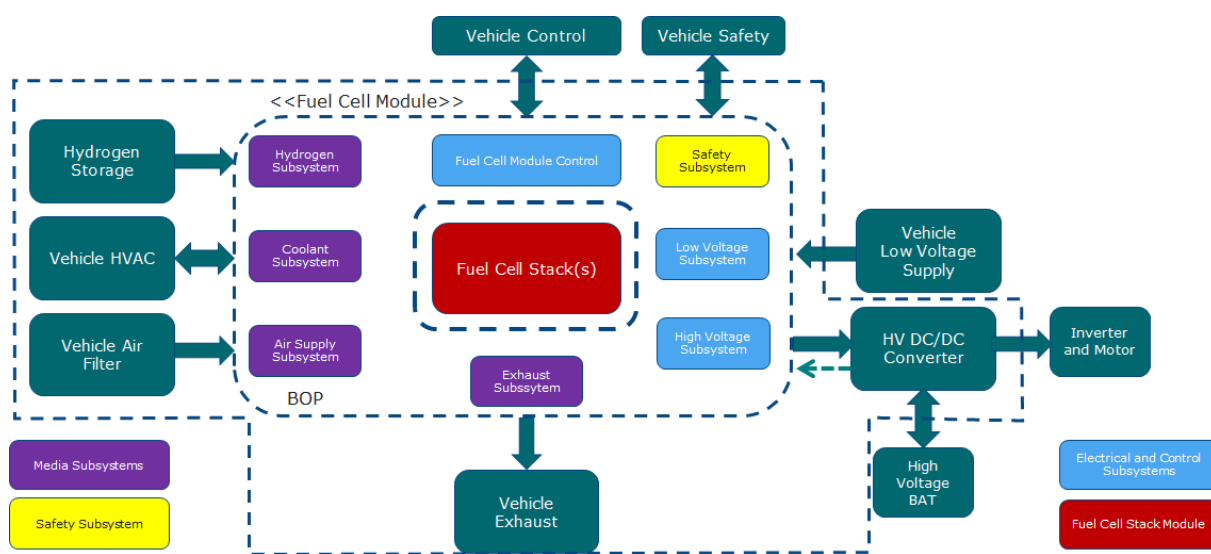 Vehicle Control
Vehicle Safety
<<Fuel Cell Module>>
Hydrogen
Storage
Hydrogen
Subsystem
Fuel Cell Module Control
Safety
Subsystem
Vehicle HVAC
Coolant
Subsystem
Fuel Cell Stack(s)
Low Voltage
Subsystem
Vehicle
Low Voltage
Supply
Vehicle Air
Filter
Air Supply
Subsystem
High Voltage
Subsystem
HV DC/DC
Converter
Inverter
and Motor
Exhaust
Subssytem
BOP
Media Subsystems
Safety Subsystem
Vehicle
Exhaust
High
Voltage
BAT
Electrical and Control
Subsystems
Fuel Cell Stack Module